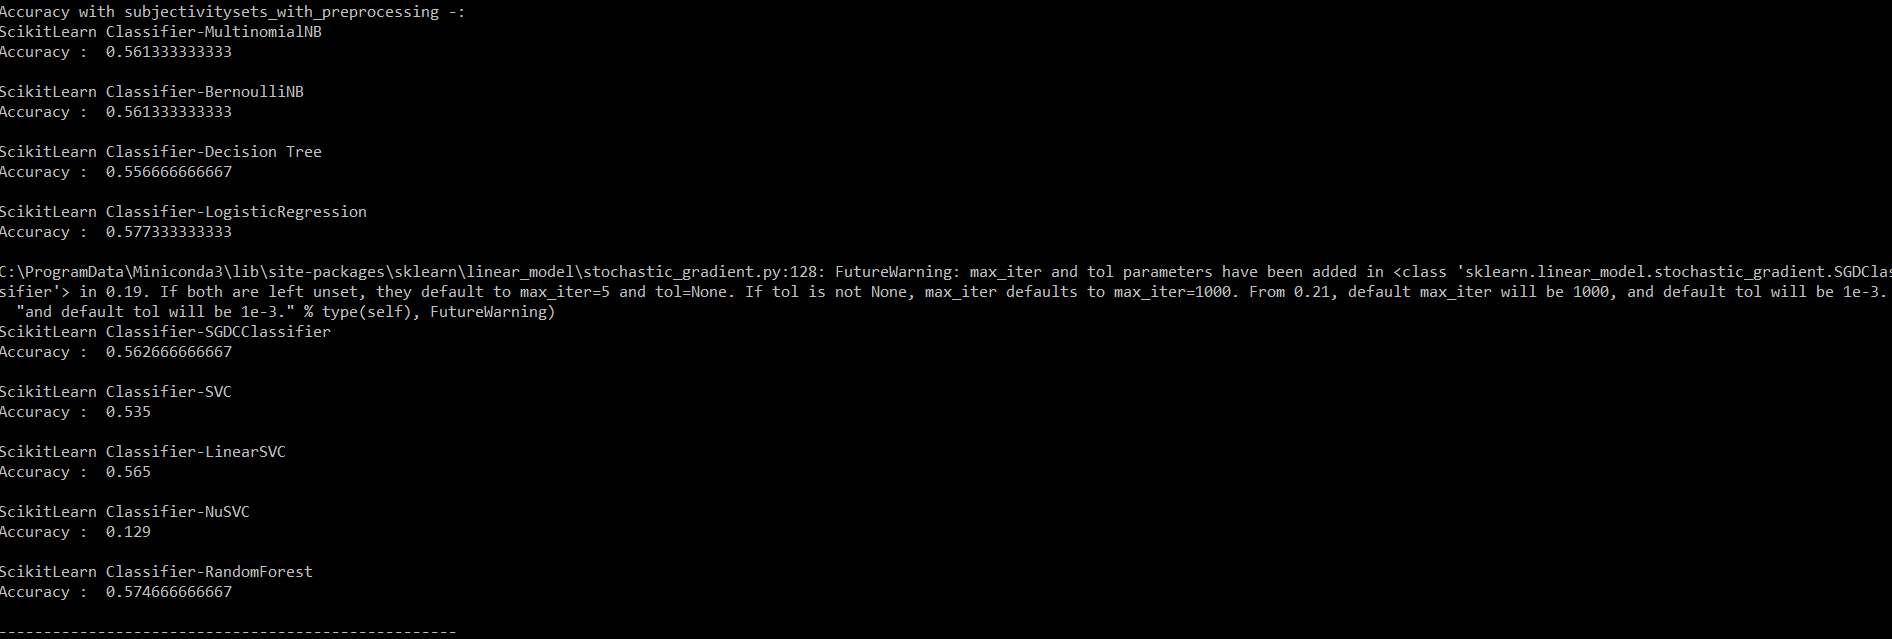 Accuracy with subjectivitysets_with_preprocessing -:
ScikitLearn Classifier-MultinomialNB
Accuracy :  0.561333333333
ScikitLearn Classifier-BernoulliNB
Accuracy :  0.561333333333
ScikitLearn Classifier-Decision Tree
Accuracy :  0.556666666667
ScikitLearn Classifier-LogisticRegression
Accuracy :  0.577333333333
C:\ProgramData\Miniconda3\lib\site-packages\sklearn\linear_model\stochastic_gradient.py:128: FutureWarning: max_iter and tol parameters have been added in <class 'sklearn.linear_model.stochastic_gradient.SGDClas
sifier'> in 0.19. If both are left unset, they default to max_iter=5 and tol=None. If tol is not None, max_iter defaults to max_iter=1000. From 0.21, default max_iter will be 1000, and default tol will be 1e-3.
  "and default tol will be 1e-3." % type(self), FutureWarning)
ScikitLearn Classifier-SGDCClassifier
Accuracy :  0.562666666667
ScikitLearn Classifier-SVC
Accuracy :  0.535
ScikitLearn Classifier-LinearSVC
Accuracy :  0.565
ScikitLearn Classifier-NuSVC
Accuracy :  0.129
ScikitLearn Classifier-RandomForest
Accuracy :  0.574666666667
---------------------------------------------------